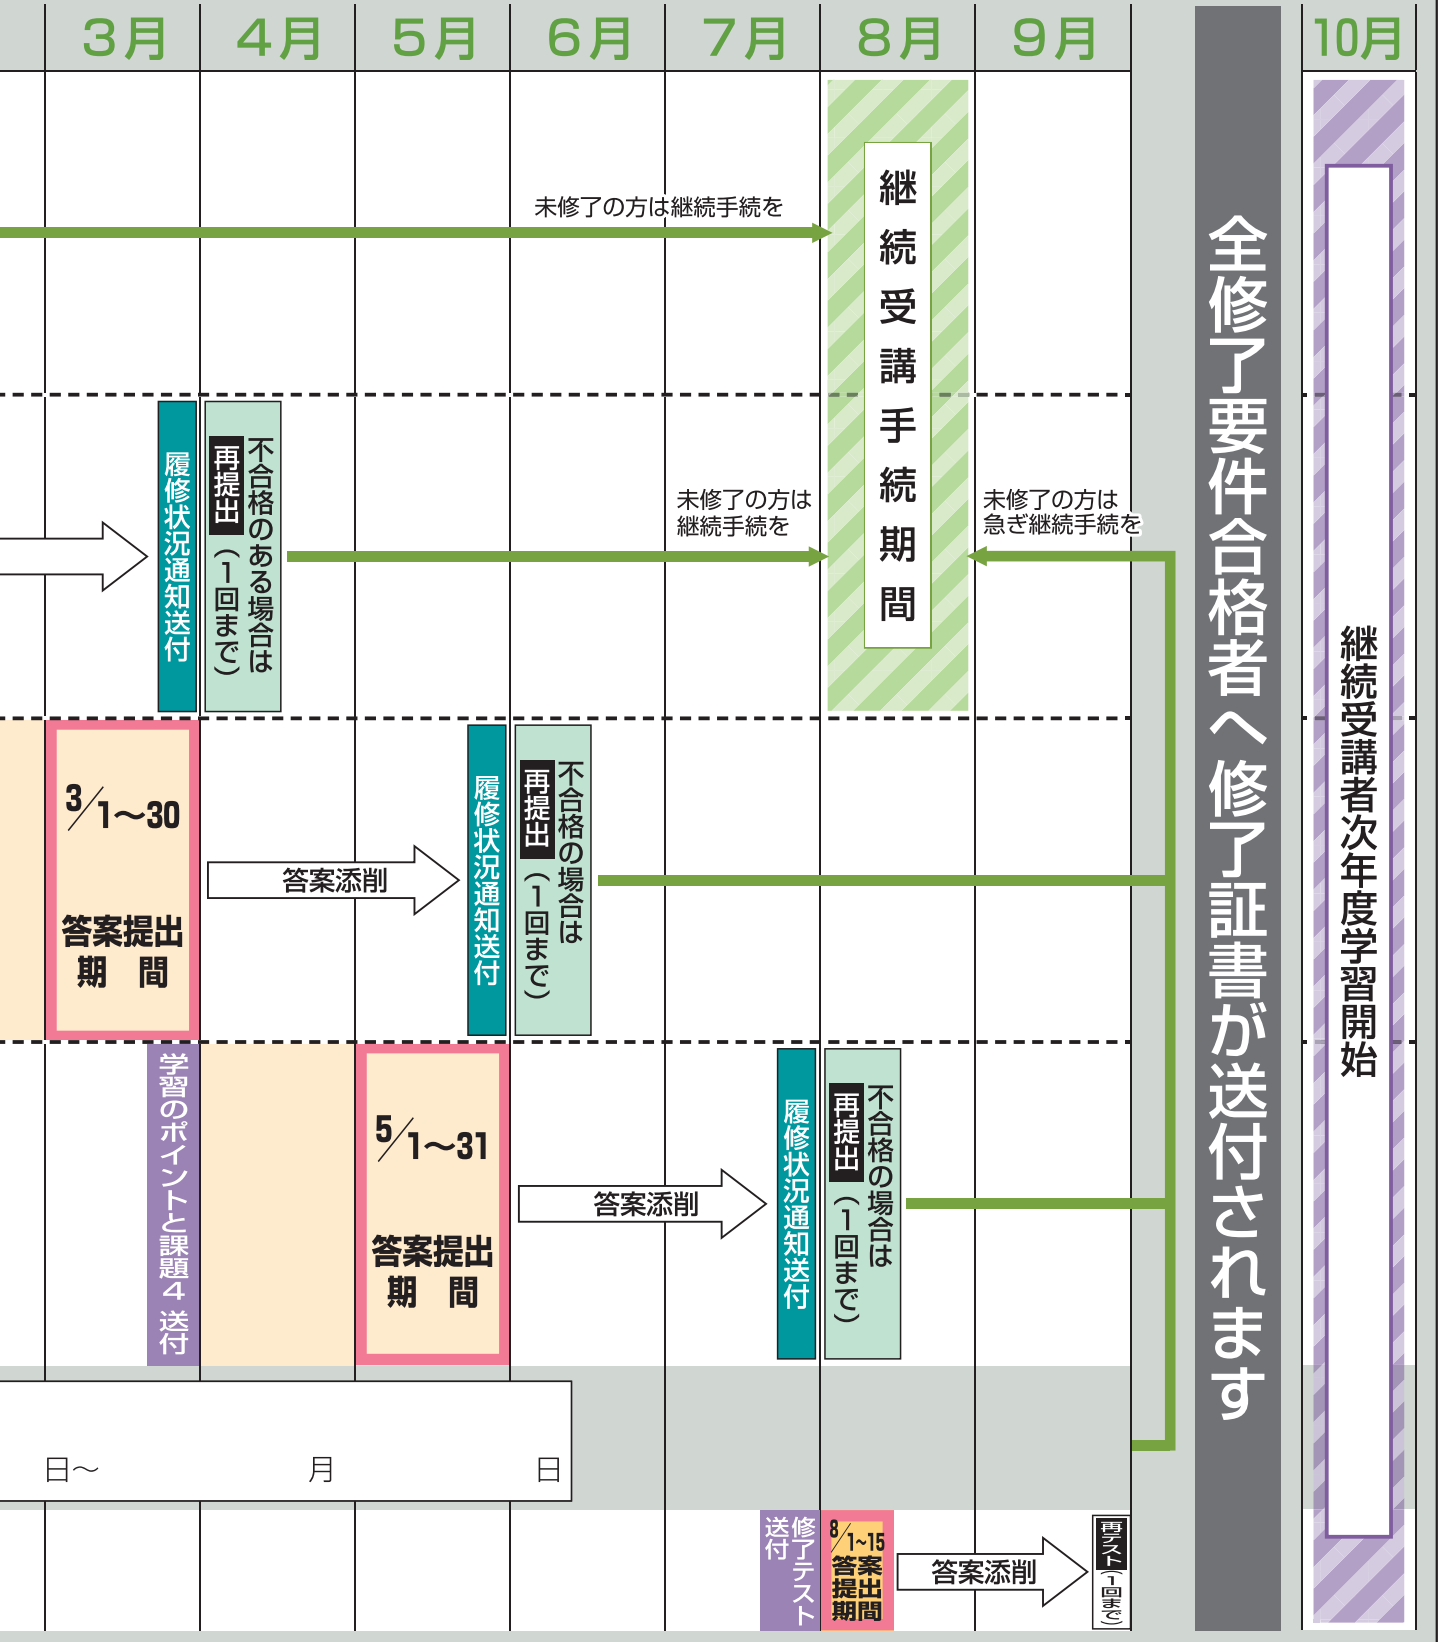 3月
4月
5月
6月
7月
8月
9月
10月
未修了の方は継続手続を
継続受講手続期間
履修状況通知送付
不合格のある場合は
再提出(1回まで)
未修了の方は
継続手続を
未修了の方は
急ぎ継続手続を
3/1〜30
答案提出
期 間
答案添削
履修状況通知送付
不合格の場合は
再提出(1回まで)
学習のポイントと課題4 送付
5/1〜31
答案提出
期 間
答案添削
履修状況通知送付
不合格の場合は
再提出(1回まで)
日〜 月 日
修了テスト
送付
8/1~15
答案
提出
期間
答案添削
再テスト(1回まで)
全修了要件合格者へ修了証書が送付されます
継続受講者次年度学習開始